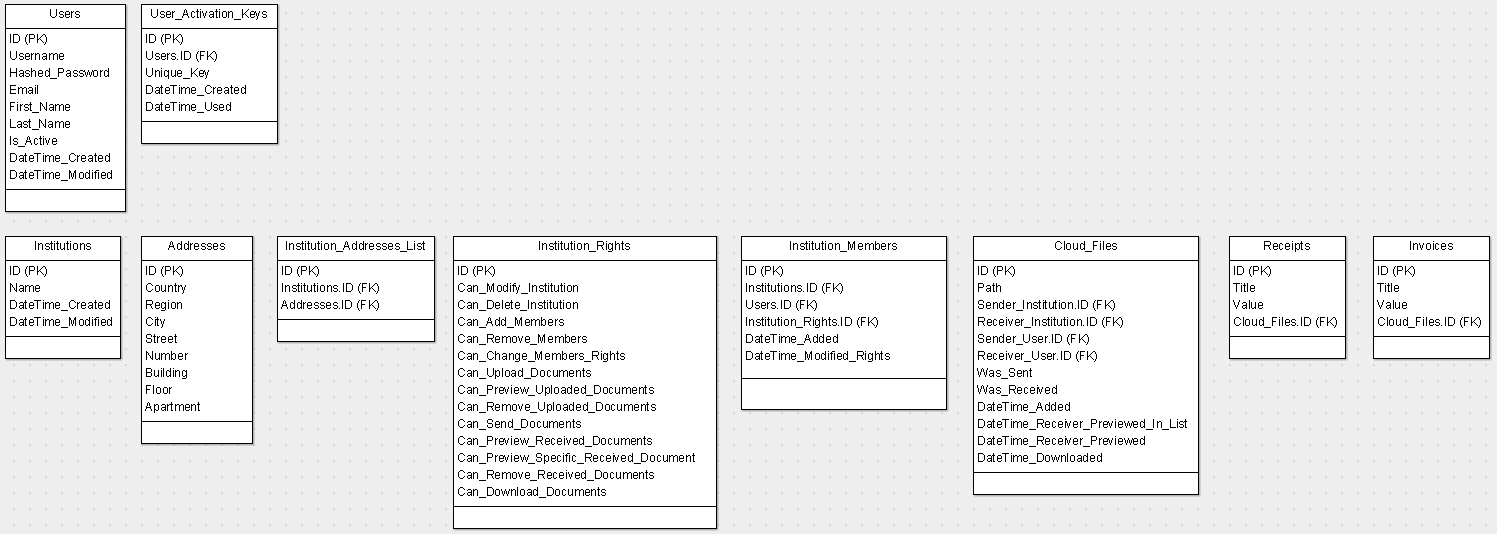 Users
ID (PK)
Username
Hashed_Password
Email
First_Name
Last_Name
Is_Active
DateTime_Created
DateTime_Modified
User_Activation_Keys
ID (PK)
Users.ID (FK)
Unique_Key
DateTime_Created
DateTime_Used
Institutions
ID (PK)
Name
DateTime_Created
DateTime_Modified
Addresses
ID (PK)
Country
Region
City
Street
Number
Building
Floor
Apartment
Institution_Addresses_List
ID (PK)
Institutions.ID (FK)
Addresses.ID (FK)
Institution_Rights
ID (PK)
Can_Modify_Institution
Can_Delete_Institution
Can_Add_Members
Can_Remove_Members
Can_Change_Members_Rights
Can_Upload_Documents
Can_Preview_Uploaded_Documents
Can_Remove_Uploaded_Documents
Can_Send_Documents
Can_Preview_Received_Documents
Can_Preview_Specific_Received_Document
Can_Remove_Received_Documents
Can_Download_Documents
Institution_Members
ID (PK)
Institutions.ID (FK)
Users.ID (FK)
Institution_Rights.ID (FK)
DateTime_Added
DateTime_Modified_Rights
Cloud_Files
ID (PK)
Path
Sender_Institution.ID (FK)
Receiver_Institution.ID (FK)
Sender_User.ID (FK)
Receiver_User.ID (FK)
Was_Sent
Was_Received
DateTime_Added
DateTime_Receiver_Previewed_In_List
DateTime_Receiver_Previewed
DateTime_Downloaded
Receipts
ID (PK)
Title
Value
Cloud_Files.ID (FK)
Invoices
ID (PK)
Title
Value
Cloud_Files.ID (FK)